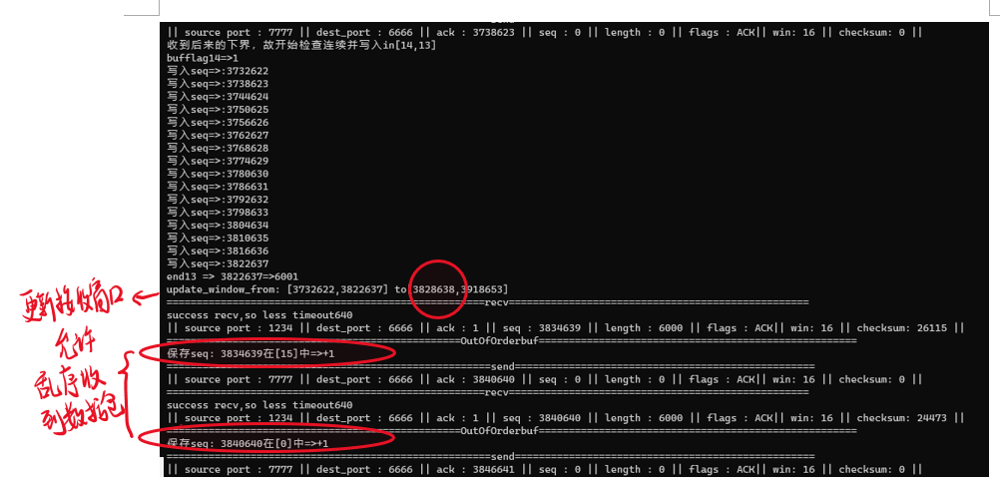 || source port : 7777 || dest_port : 6666 || ack : 3738623 || seq : 0 || length : 0 || flags : ACK|| win: 16 || checksum: 0 ||
收到后来的下界，故开始检查连续并写入in[14,13]
bufflag14=>1
写入seq=>:3732622
写入seq=>:3738623
写入seq=>:3744624
写入seq=>:3750625
写入seq=>:3756626
写入seq=>:3762627
写入seq=>:3768628
写入seq=>:3774629
写入seq=>:3780630
写入seq=>:3786631
写入seq=>:3792632
写入seq=>:3798633
写入seq=>:3804634
写入seq=>:3810635
写入seq=>:3816636
写入seq=>:3822637
end13 => 3822637=>6001
update_window_from: [3732622,3822637] to[3828638,3918653]
更新接收窗口
===================================================recv================================================
success recv,so less timeout640
|| source port : 1234 || dest_port : 6666 || ack : 1 || seq : 3834639 || length : 6000 || flags : ACK|| win: 16 || checksum: 26115 ||
===============================================OutOfOrderbuf===================================================
保存seq: 3834639在[15]中=>+1
允许
乱序收
到数据包
====================================================send==================================================
|| source port : 7777 || dest_port : 6666 || ack : 3840640 || seq : 0 || length : 0 || flags : ACK|| win: 16 || checksum: 0 ||
===================================================recv================================================
success recv,so less timeout640
|| source port : 1234 || dest_port : 6666 || ack : 1 || seq : 3840640 || length : 6000 || flags : ACK|| win: 16 || checksum: 24473 ||
===============================================OutOfOrderbuf===================================================
保存seq: 3840640在[0]中=>+1
====================================================send==================================================
|| source port : 7777 || dest_port : 6666 || ack : 3846641 || seq : 0 || length : 0 || flags : ACK|| win: 16 || checksum: 0 ||